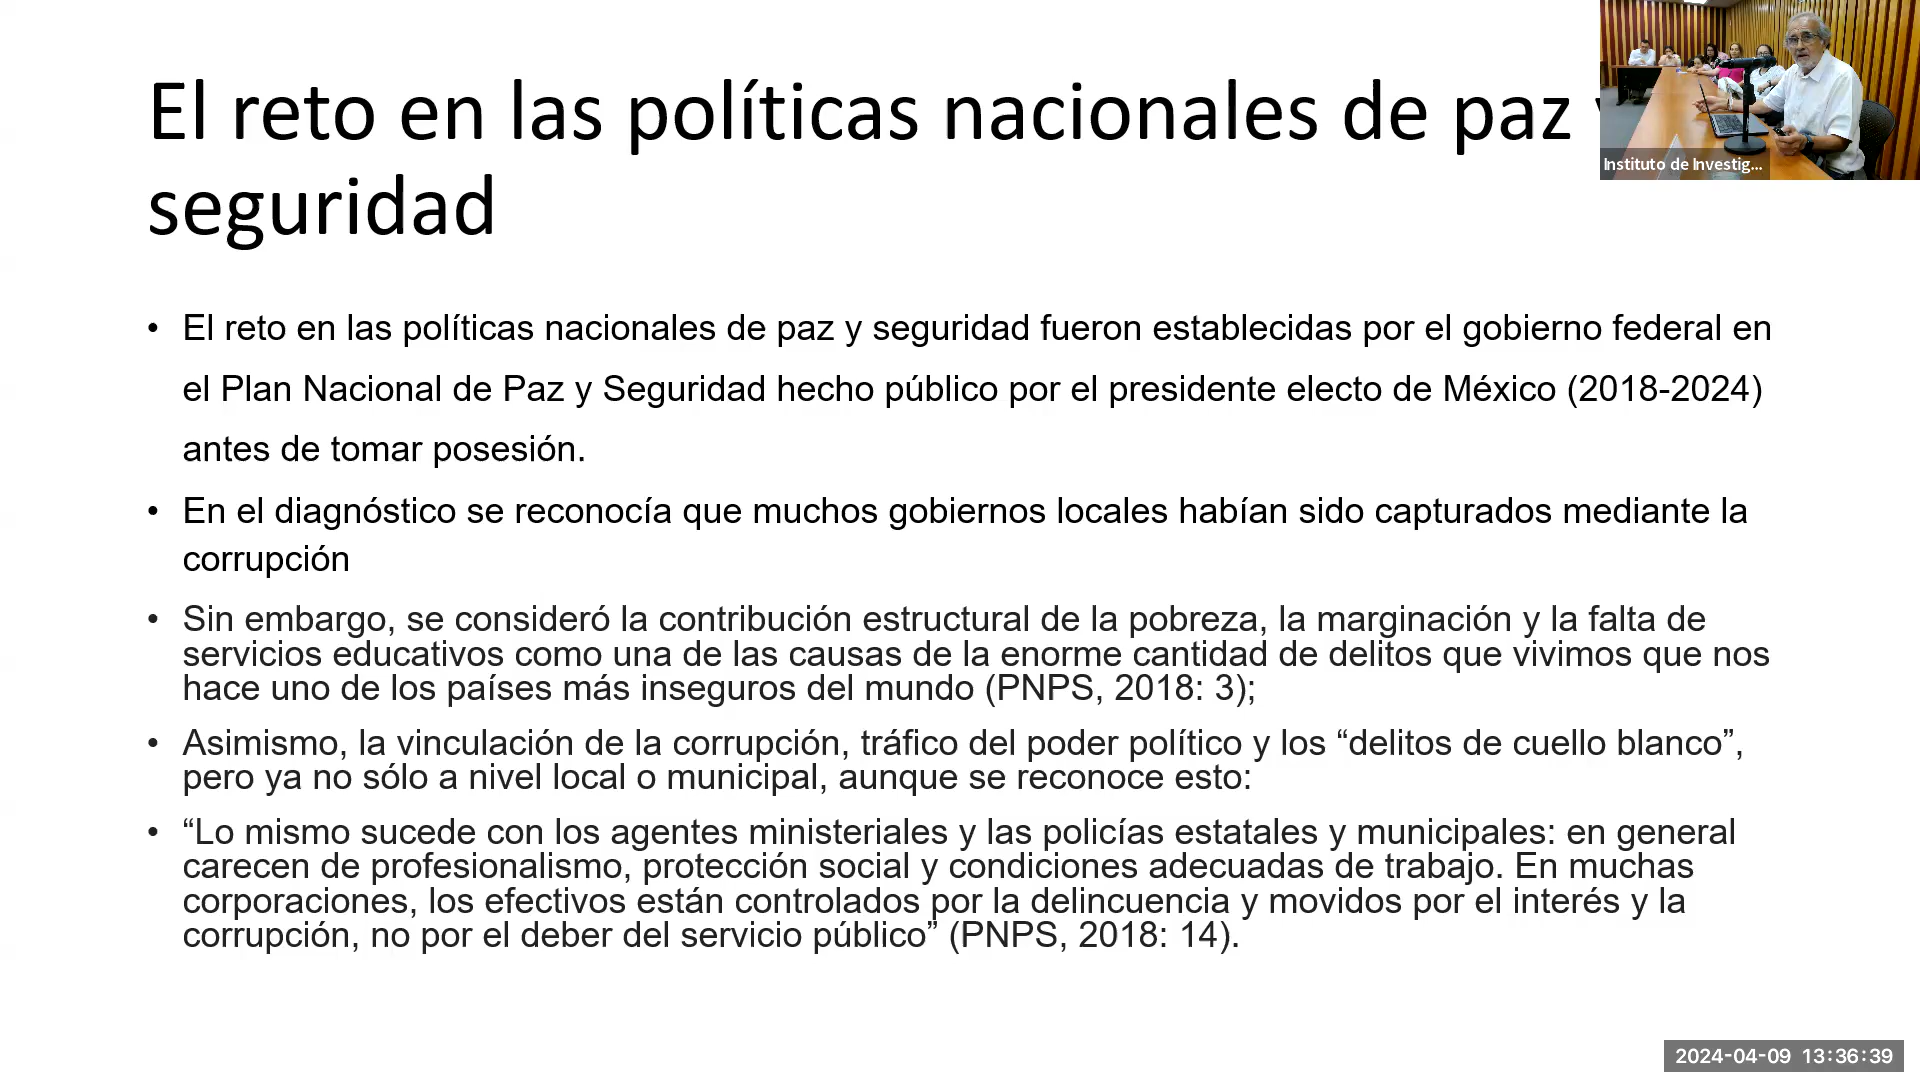 El reto en las políticas nacionales de paz
seguridad
Instituto de Investig...
• El reto en las políticas nacionales de paz y seguridad fueron establecidas por el gobierno federal en
el Plan Nacional de Paz y Seguridad hecho público por el presidente electo de México (2018-2024)
antes de tomar posesión.
• En el diagnóstico se reconocía que muchos gobiernos locales habían sido capturados mediante la
corrupción
• Sin embargo, se consideró la contribución estructural de la pobreza, la marginación y la falta de
servicios educativos como una de las causas de la enorme cantidad de delitos que vivimos que nos
hace uno de los países más inseguros del mundo (PNPS, 2018: 3);
• Asimismo, la vinculación de la corrupción, tráfico del poder político y los “delitos de cuello blanco”,
pero ya no sólo a nivel local o municipal, aunque se reconoce esto:
• “Lo mismo sucede con los agentes ministeriales y las policías estatales y municipales: en general
carecen de profesionalismo, protección social y condiciones adecuadas de trabajo. En muchas
corporaciones, los efectivos están controlados por la delincuencia y movidos por el interés y la
corrupción, no por el deber del servicio público” (PNPS, 2018: 14).
2024-04-09 13:36:39